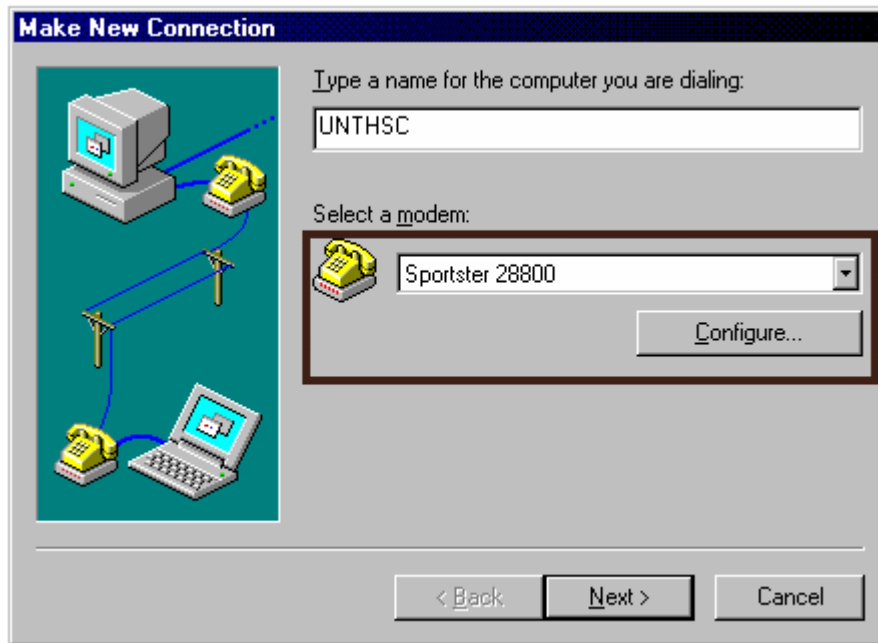 Make New Connection
Type a name for the computer you are dialing:
UNTHSC
Select a modem:
Sportster 28800
Configure...
< Back
Next >
Cancel